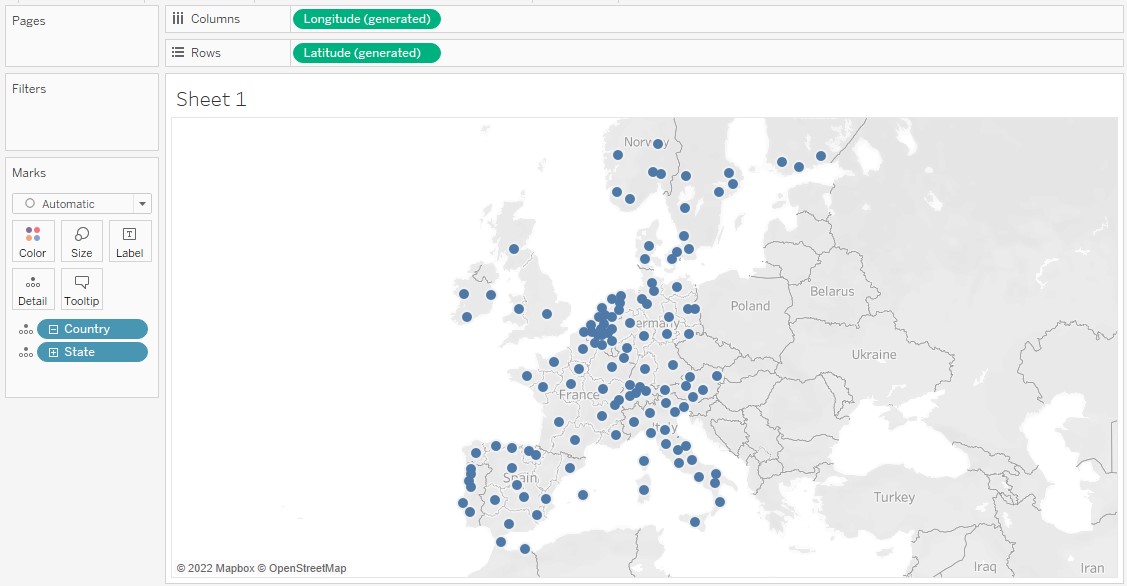 Pages
Columns
Longitude (generated)
Rows
Latitude (generated)
Filters
Sheet 1
Marks
Automatic
Color
Size
Label
Detail
Tooltip
Country
State
Norway
Belarus
Poland
ermany
Ukraine
France
Italy
Spain
Turkey
Iraq
Iran
© 2022 Mapbox © OpenStreetMap